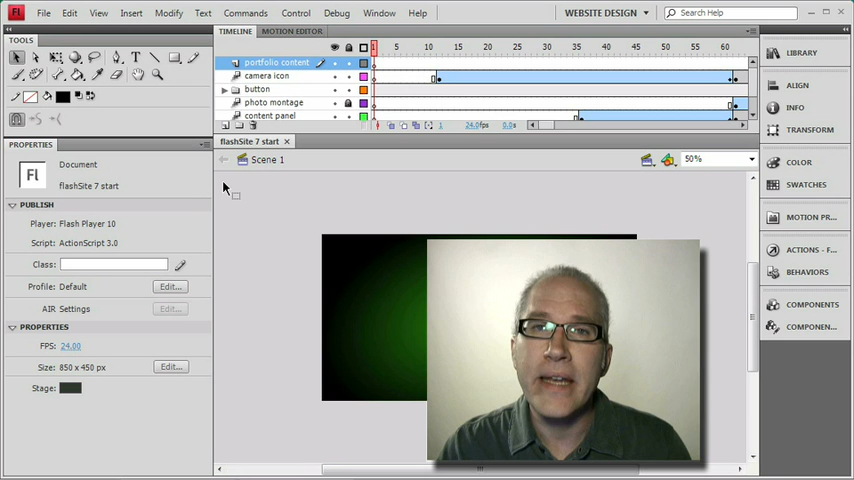 Fl File Edit View Insert Modify Text Commands Control Debug Window Help WEBSITE DESIGN Search Help
TOOLS
PROPERTIES
Fl Document
flashSite 7 start
PUBLISH
Player: Flash Player 10
Script: ActionScript 3.0
Class:
Profile: Default Edit...
AIR Settings Edit...
PROPERTIES
FPS: 24.00
Size: 850 x 450 px Edit...
Stage:
TIMELINE MOTION EDITOR
1 5 10 15 20 25 30 35 40 45 50 55 60
portfolio content
camera icon
button
photo montage
content panel
1 24.0fps 0.0s
flashSite 7 start
Scene 1 50%
LIBRARY
ALIGN
INFO
TRANSFORM
COLOR
SWATCHES
MOTION PR...
ACTIONS - F...
BEHAVIORS
COMPONENTS
COMPONEN...